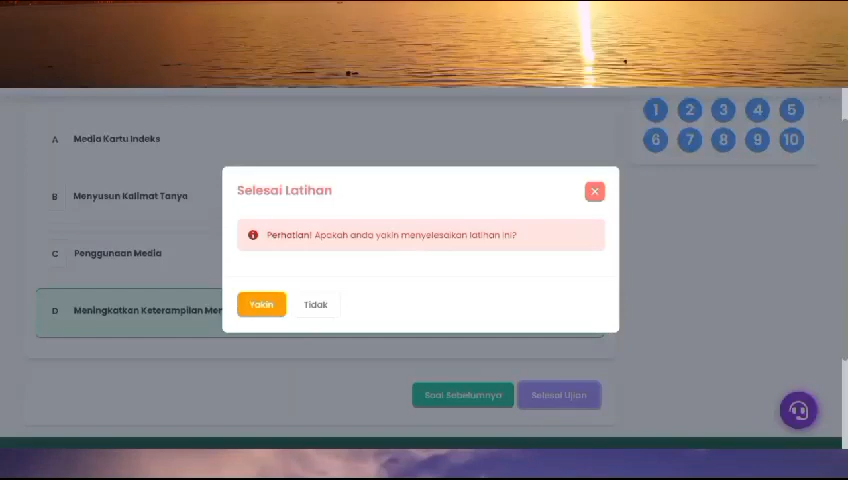 1 2 3 4 5
6 7 8 9 10
A Media Kartu Indeks
B Menyusun Kalimat Tanya
C Penggunaan Media
D Meningkatkan Keterampilan Men
Selesai Latihan
Perhatian! Apakah anda yakin menyelesaikan latihan ini?
Yakin Tidak
Soal Sebelumnya Selesai Ujian